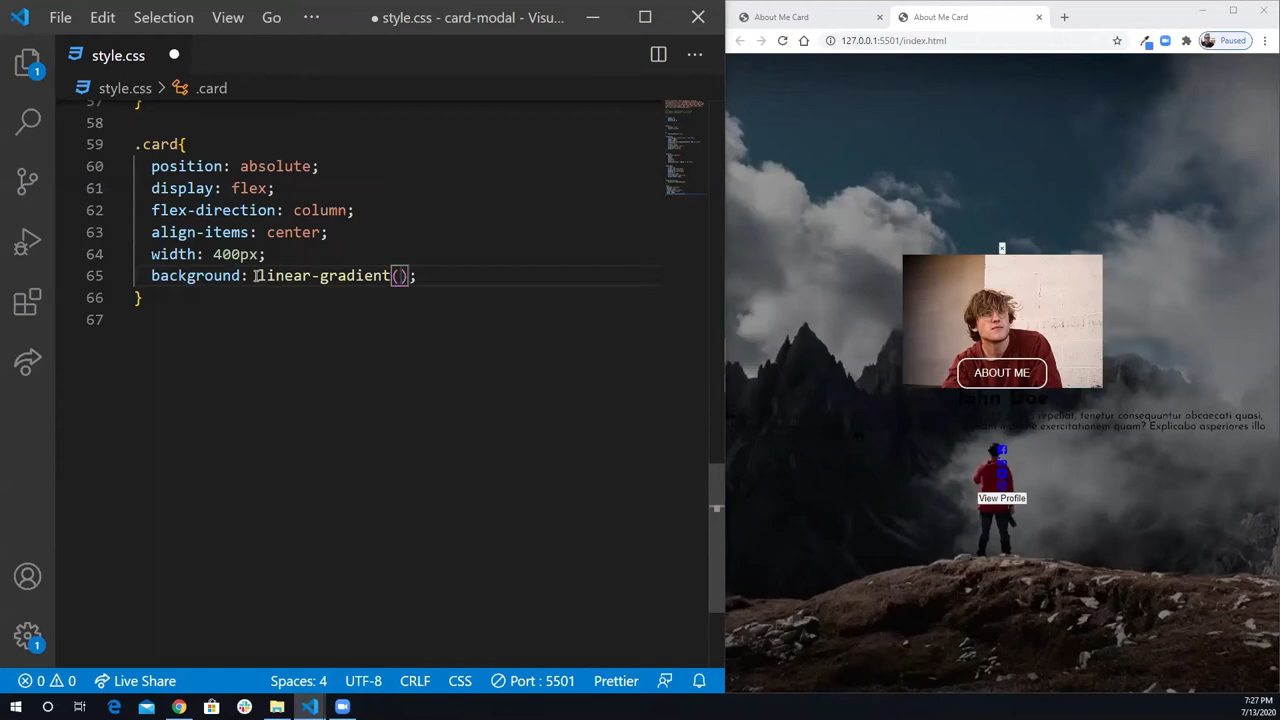 File Edit Selection View Go ··· ● style.css - card-modal - Visu...
style.css ●
style.css > .card
57 }
58
59 .card{
60 position: absolute;
61 display: flex;
62 flex-direction: column;
63 align-items: center;
64 width: 400px;
65 background: linear-gradient();
66 }
67
1
1
0 0 Live Share Spaces: 4 UTF-8 CRLF CSS Port : 5501 Prettier
About Me Card
About Me Card
127.0.0.1:5501/index.html
Paused
ABOUT ME
John Doe
repellat, tenetur consequuntur obcaecati quasi,
exercitationem quam? Explicabo asperiores illo
View Profile
7:27 PM
7/13/2020